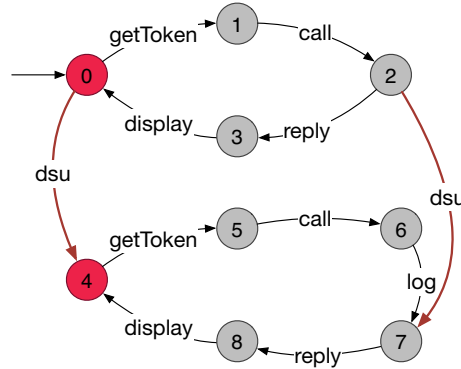 1
getToken
call
0
2
display
3
reply
dsu
dsu
getToken
5
call
6
4
log
display
8
reply
7